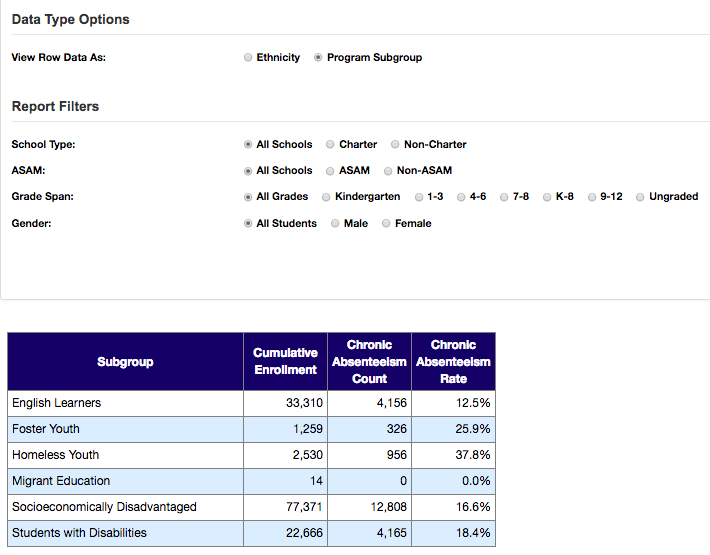 Data Type Options
View Row Data As: Ethnicity Program Subgroup
Report Filters
School Type: All Schools Charter Non-Charter
ASAM: All Schools ASAM Non-ASAM
Grade Span: All Grades Kindergarten 1-3 4-6 7-8 K-8 9-12 Ungraded
Gender: All Students Male Female
Subgroup Cumulative Enrollment Chronic Absenteeism Count Chronic Absenteeism Rate
English Learners 33,310 4,156 12.5%
Foster Youth 1,259 326 25.9%
Homeless Youth 2,530 956 37.8%
Migrant Education 14 0 0.0%
Socioeconomically Disadvantaged 77,371 12,808 16.6%
Students with Disabilities 22,666 4,165 18.4%